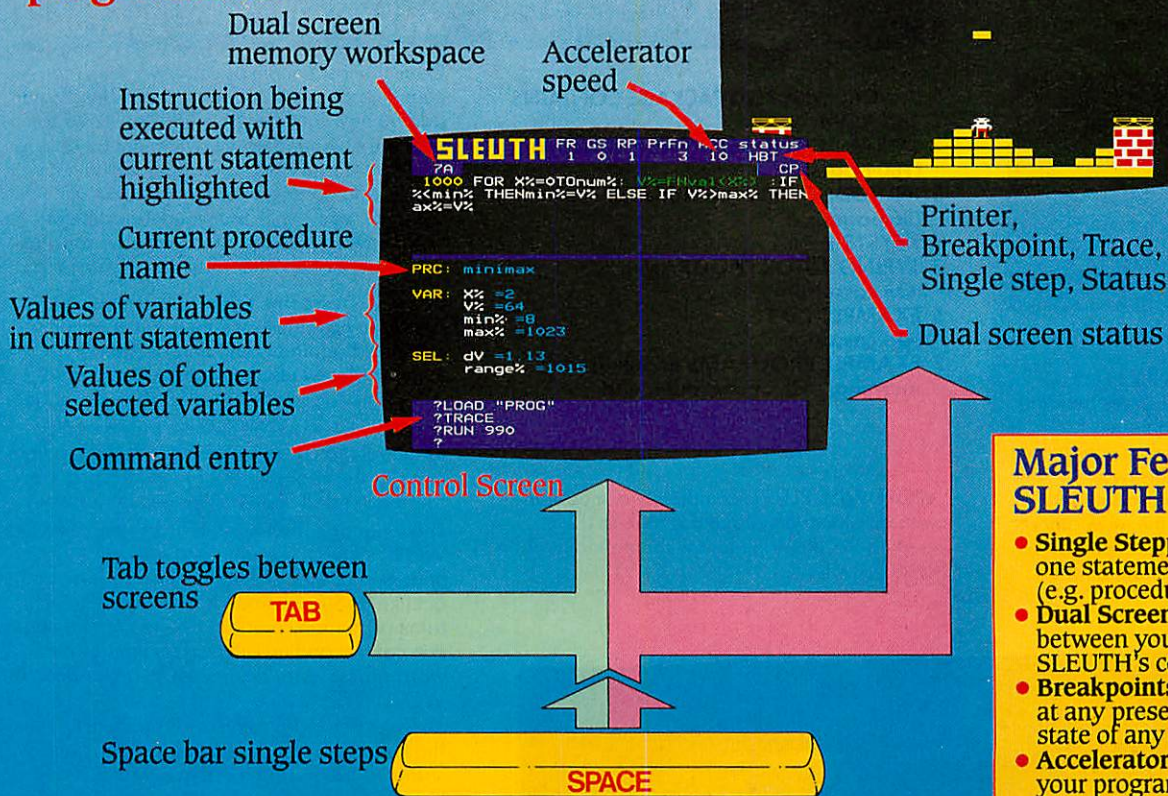 Dual screen
memory workspace
Accelerator
speed
Instruction being
executed with
current statement
highlighted
Current procedure
name
Values of variables
in current statement
Values of other
selected variables
Command entry
SLEUTH FR GS RP PrFn ACC status
1 0 1 3 10 HBT
7A CP
1000 FOR X%=0TOnum%: V%=FNval(X%) :IF
%<min% THENmin%=V% ELSE IF V%>max% THEN
ax%=V%
PRC: minimax
VAR: X% =2
V% =64
min% =8
max% =1023
SEL: dV =1.13
range% =1015
?LOAD "PROG"
?TRACE
?RUN 990
?
Printer,
Breakpoint, Trace,
Single step, Status
Dual screen status
Control Screen
Tab toggles between
screens
TAB
Space bar single steps
SPACE
Major Fe
SLEUTH
• Single Stepp
one stateme
(e.g. procedu
• Dual Screen
between you
SLEUTH's co
• Breakpoints
at any prese
state of any
• Accelerator
your program